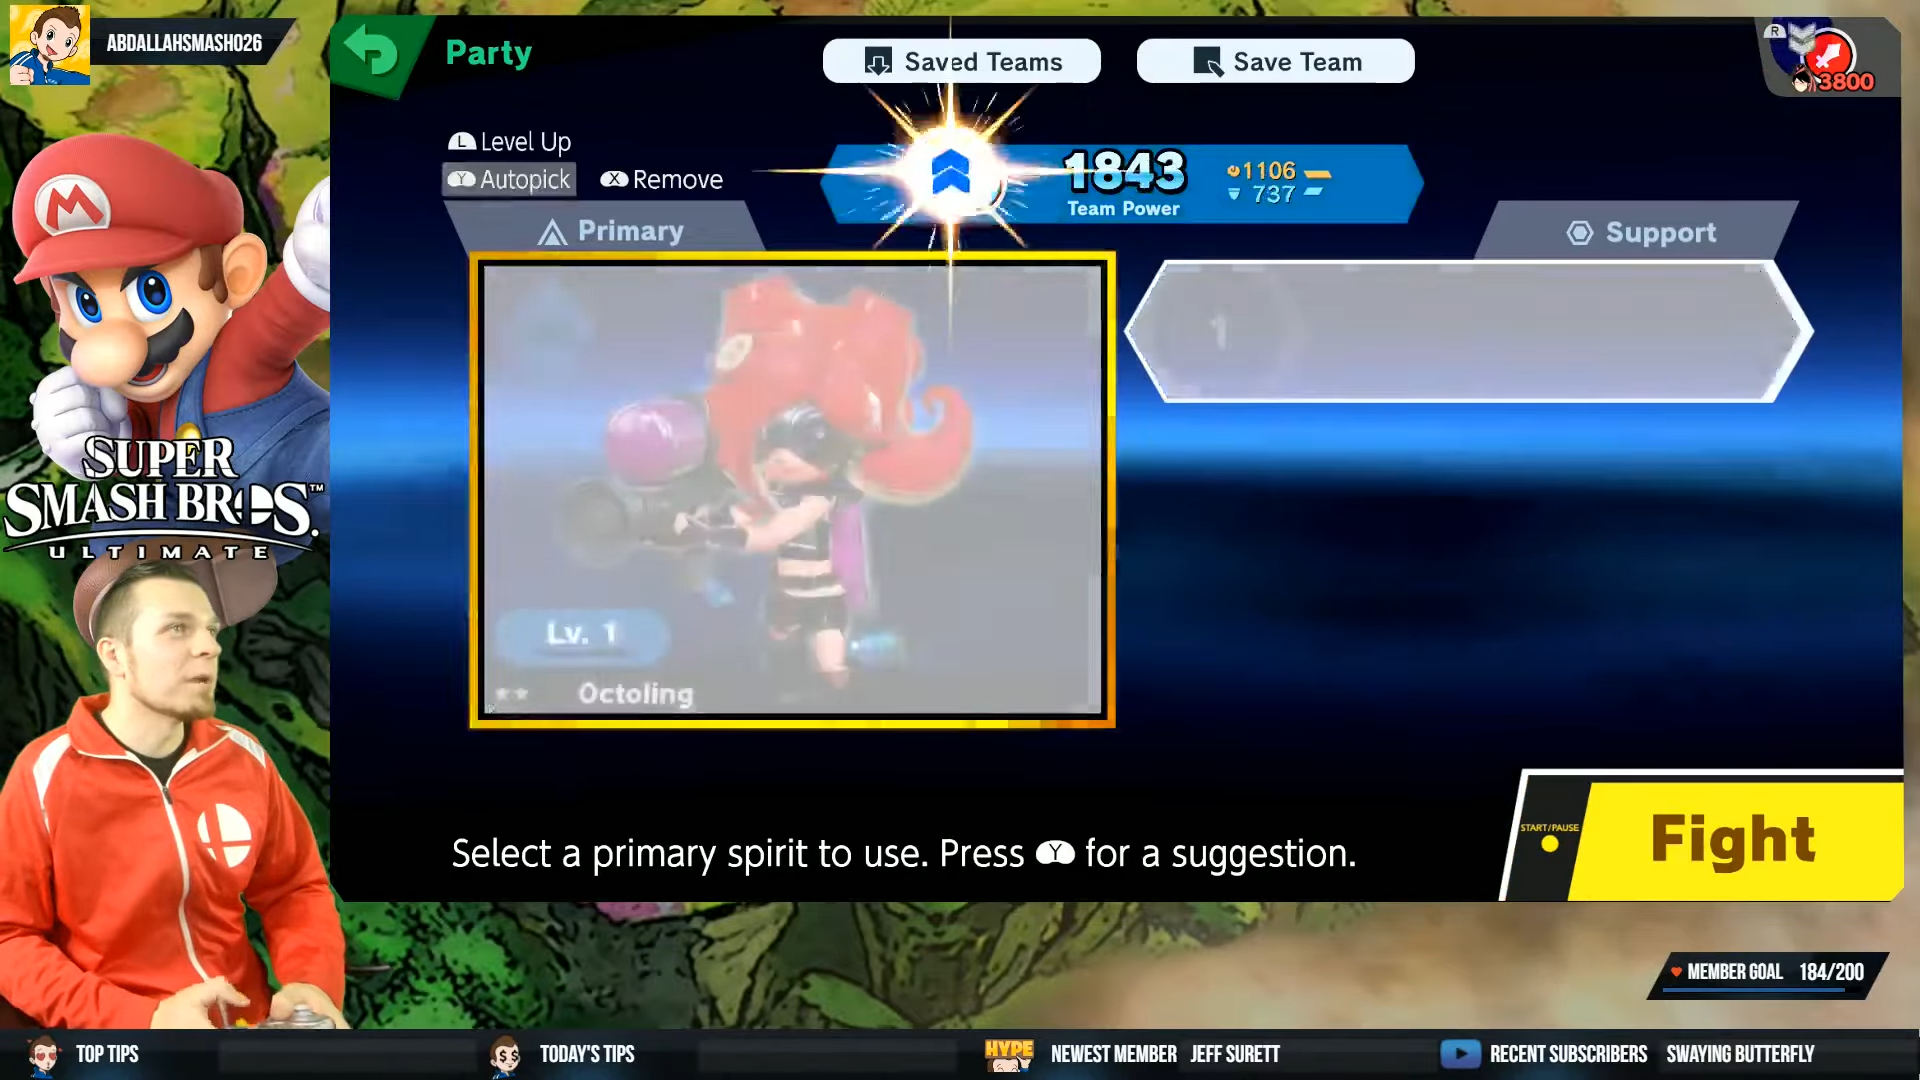 ABDALLAHSMASH026
Party
Saved Teams
Save Team
R
3800
L Level Up
Y Autopick
X Remove
1843
Team Power
1106
737
Primary
Support
M
1
SUPER
SMASH BROS.™
ULTIMATE
Lv. 1
Octoling
Select a primary spirit to use. Press Y for a suggestion.
START/PAUSE
Fight
MEMBER GOAL 184/200
TOP TIPS
TODAY'S TIPS
HYPE
NEWEST MEMBER JEFF SURETT
RECENT SUBSCRIBERS SWAYING BUTTERFLY